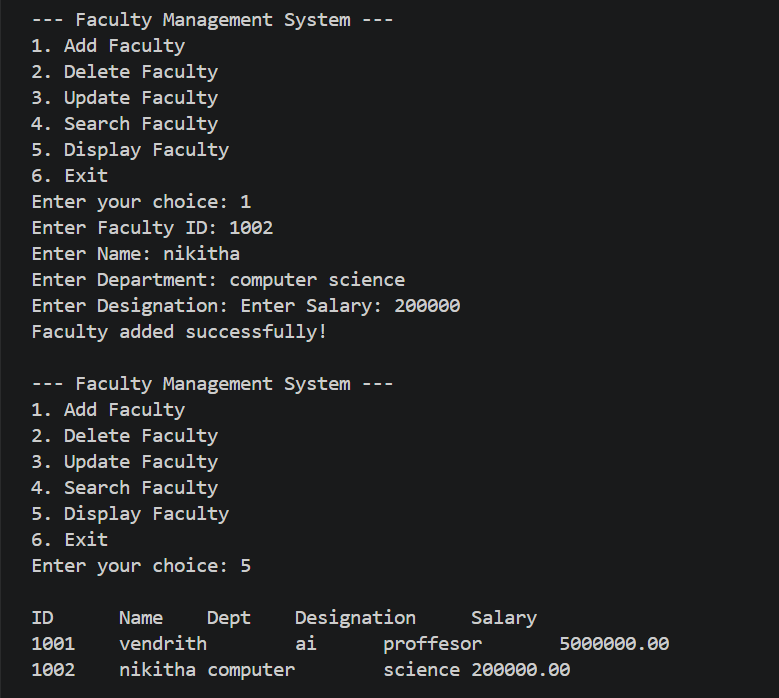 --- Faculty Management System ---
1. Add Faculty
2. Delete Faculty
3. Update Faculty
4. Search Faculty
5. Display Faculty
6. Exit
Enter your choice: 1
Enter Faculty ID: 1002
Enter Name: nikitha
Enter Department: computer science
Enter Designation: Enter Salary: 200000
Faculty added successfully!

--- Faculty Management System ---
1. Add Faculty
2. Delete Faculty
3. Update Faculty
4. Search Faculty
5. Display Faculty
6. Exit
Enter your choice: 5

ID      Name    Dept    Designation     Salary
1001    vendrith        ai      proffesor       5000000.00
1002    nikitha computer        science 200000.00